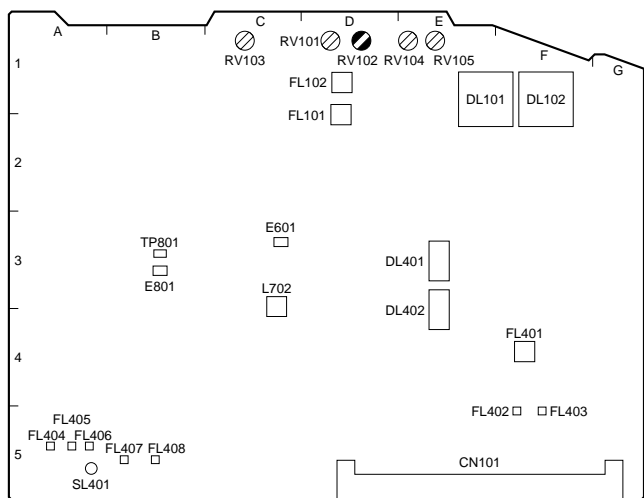 A B C D E F G
RV101 RV102 RV103 RV104 RV105
1
FL102
DL101 DL102
FL101
2
E601
TP801
3
DL401
E801
L702
DL402
FL401
4
FL402 FL403
FL405
FL404 FL406
FL407 FL408
5
CN101
SL401